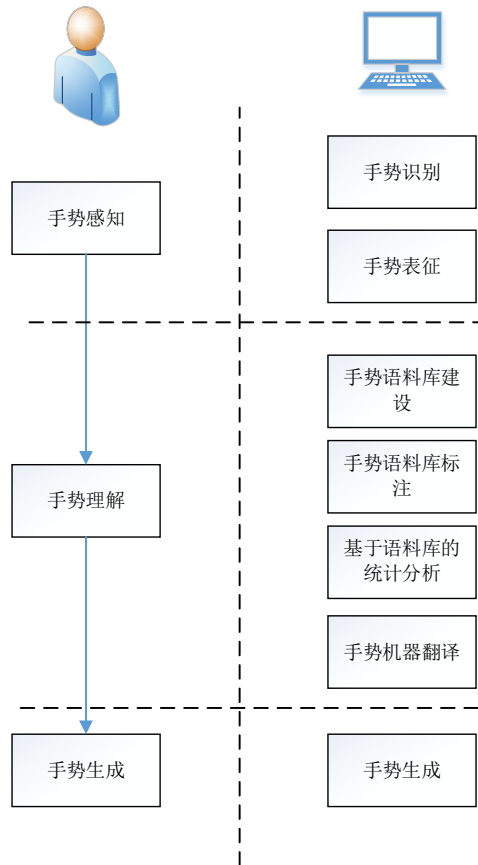 手势识别
手势感知
手势表征
手势语料库建
设
手势语料库标
注
手势理解
基于语料库的
统计分析
手势机器翻译
手势生成
手势生成